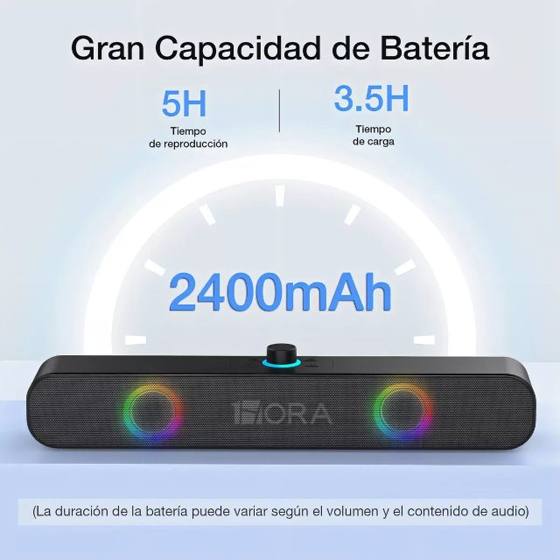 Gran Capacidad de Batería
5H
Tiempo
de reproducción
3.5H
Tiempo
de carga
2400mAh
1HORA
(La duración de la batería puede variar según el volumen y el contenido de audio)